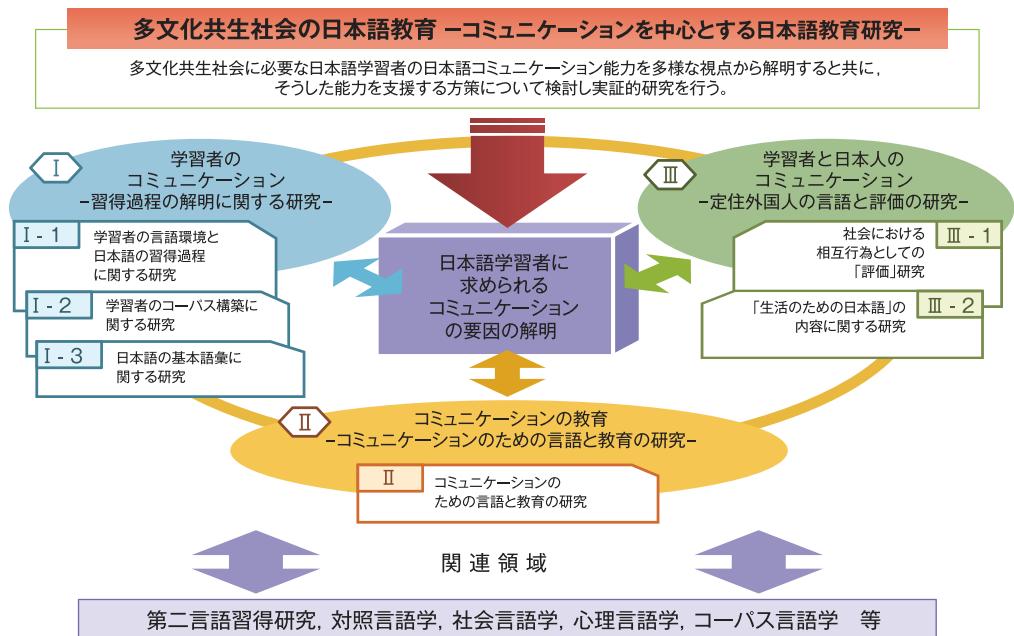 多文化共生社会の日本語教育 −コミュニケーションを中心とする日本語教育研究−
多文化共生社会に必要な日本語学習者の日本語コミュニケーション能力を多様な視点から解明すると共に，
そうした能力を支援する方策について検討し実証的研究を行う。
Ⅰ
学習者の
コミュニケーション
−習得過程の解明に関する研究−
Ⅰ-1
学習者の言語環境と
日本語の習得過程
に関する研究
Ⅰ-2
学習者のコーパス構築に
関する研究
Ⅰ-3
日本語の基本語彙に
関する研究
日本語学習者に
求められる
コミュニケーション
の要因の解明
Ⅲ
学習者と日本人の
コミュニケーション
−定住外国人の言語と評価の研究−
Ⅲ-1
社会における
相互行為としての
「評価」研究
Ⅲ-2
「生活のための日本語」の
内容に関する研究
Ⅱ
コミュニケーションの教育
−コミュニケーションのための言語と教育の研究−
Ⅱ
コミュニケーションの
ための言語と教育の研究
関連領域
第二言語習得研究，対照言語学，社会言語学，心理言語学，コーパス言語学　等